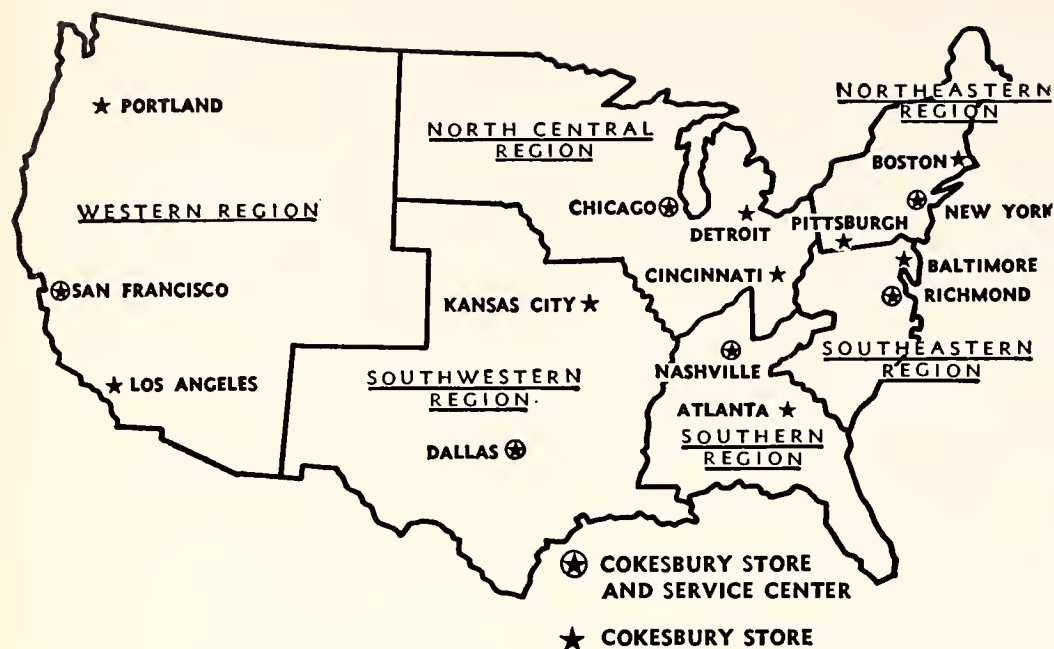 PORTLAND
WESTERN REGION
SAN FRANCISCO
LOS ANGELES
NORTH CENTRAL
REGION
CHICAGO
DETROIT
CINCINNATI
KANSAS CITY
SOUTHWESTERN
REGION
DALLAS
NORTHEASTERN
REGION
BOSTON
NEW YORK
PITTSBURGH
BALTIMORE
RICHMOND
SOUTHEASTERN
REGION
NASHVILLE
ATLANTA
SOUTHERN
REGION
COKESBURY STORE
AND SERVICE CENTER
COKESBURY STORE